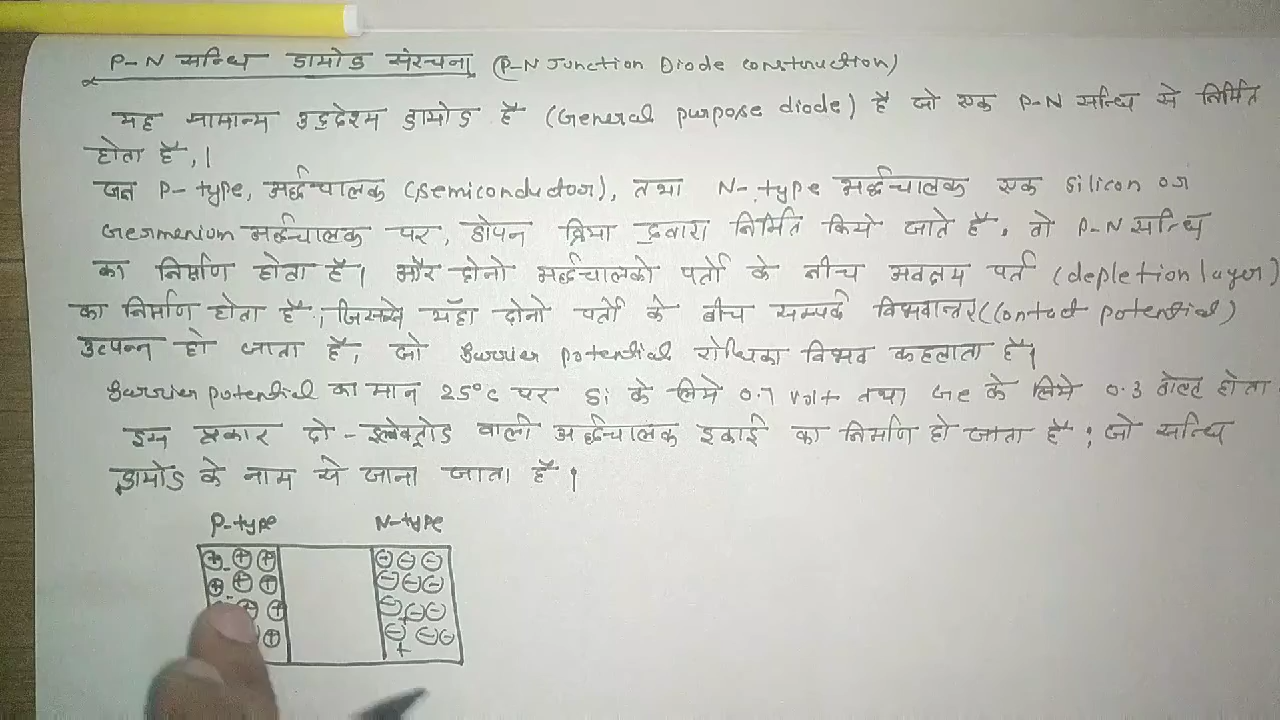 P-N सन्धि डायोड संरचना (P-N Junction Diode construction)
यह सामान्य उद्देश्य डायोड है (General purpose diode) है जो एक P-N सन्धि से निर्मित
होता है,।
जब P-type, अर्द्धचालक (semiconductor), तथा N-type अर्द्धचालक एक silicon or
Germenium अर्द्धचालक पर, डोपन क्रिया द्वारा निर्मित किये जाते है, तो P-N सन्धि
का निर्माण होता है। और दोनो अर्द्धचालको पर्तो के बीच अवक्षय पर्त (depletion layer)
का निर्माण होता है, जिससे यहाँ दोनो पर्तो के बीच सम्पर्क विभवान्तर (Contact potential)
उत्पन्न हो जाता है, जो Barrier potential रोधिका विभव कहलाता है।
Barrier potential का मान 25°c पर Si के लिये 0.7 volt तथा Ge के लिये 0.3 वोल्ट होता
इस प्रकार दो-इलेक्ट्रोड वाली अर्द्धचालक इकाई का निर्माण हो जाता है, जो सन्धि
डायोड के नाम से जाना जाता है।
P-type N-type